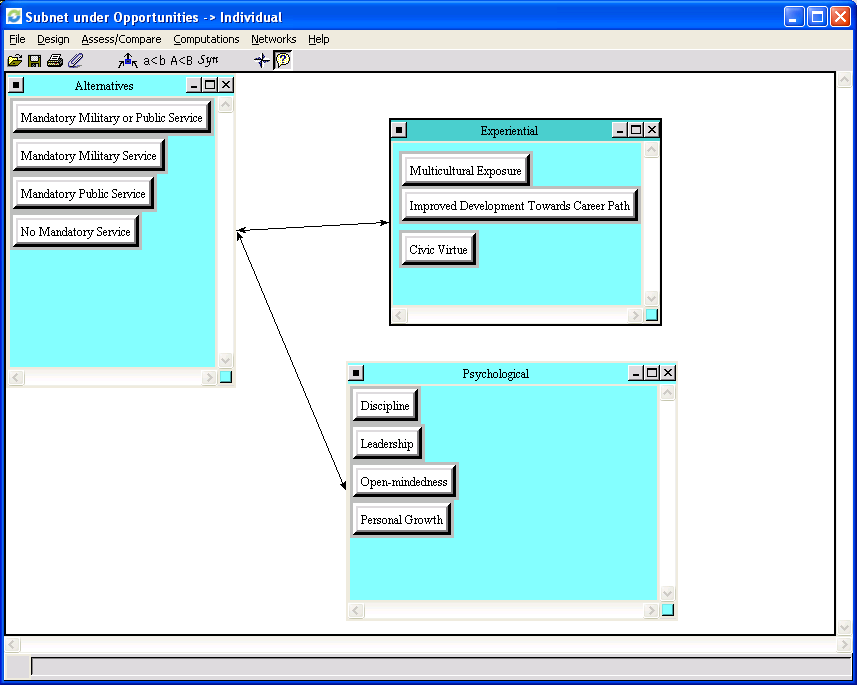 Subnet under Opportunities -> Individual
File Design Assess/Compare Computations Networks Help
a<b A<B Syn
Alternatives
Mandatory Military or Public Service
Mandatory Military Service
Mandatory Public Service
No Mandatory Service
Experiential
Multicultural Exposure
Improved Development Towards Career Path
Civic Virtue
Psychological
Discipline
Leadership
Open-mindedness
Personal Growth